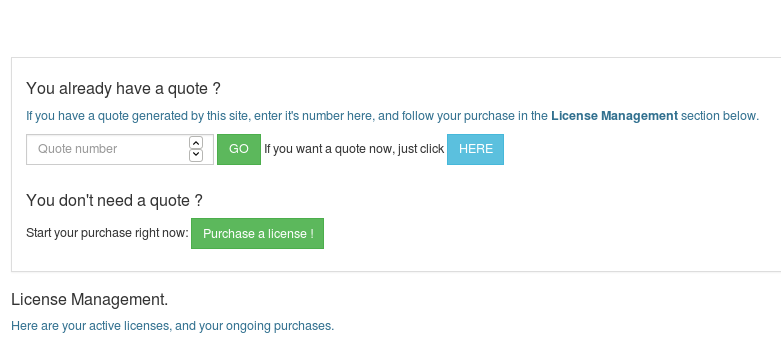 You already have a quote ?
If you have a quote generated by this site, enter it's number here, and follow your purchase in the License Management section below.
Quote number GO If you want a quote now, just click HERE
You don't need a quote ?
Start your purchase right now: Purchase a license !
License Management.
Here are your active licenses, and your ongoing purchases.